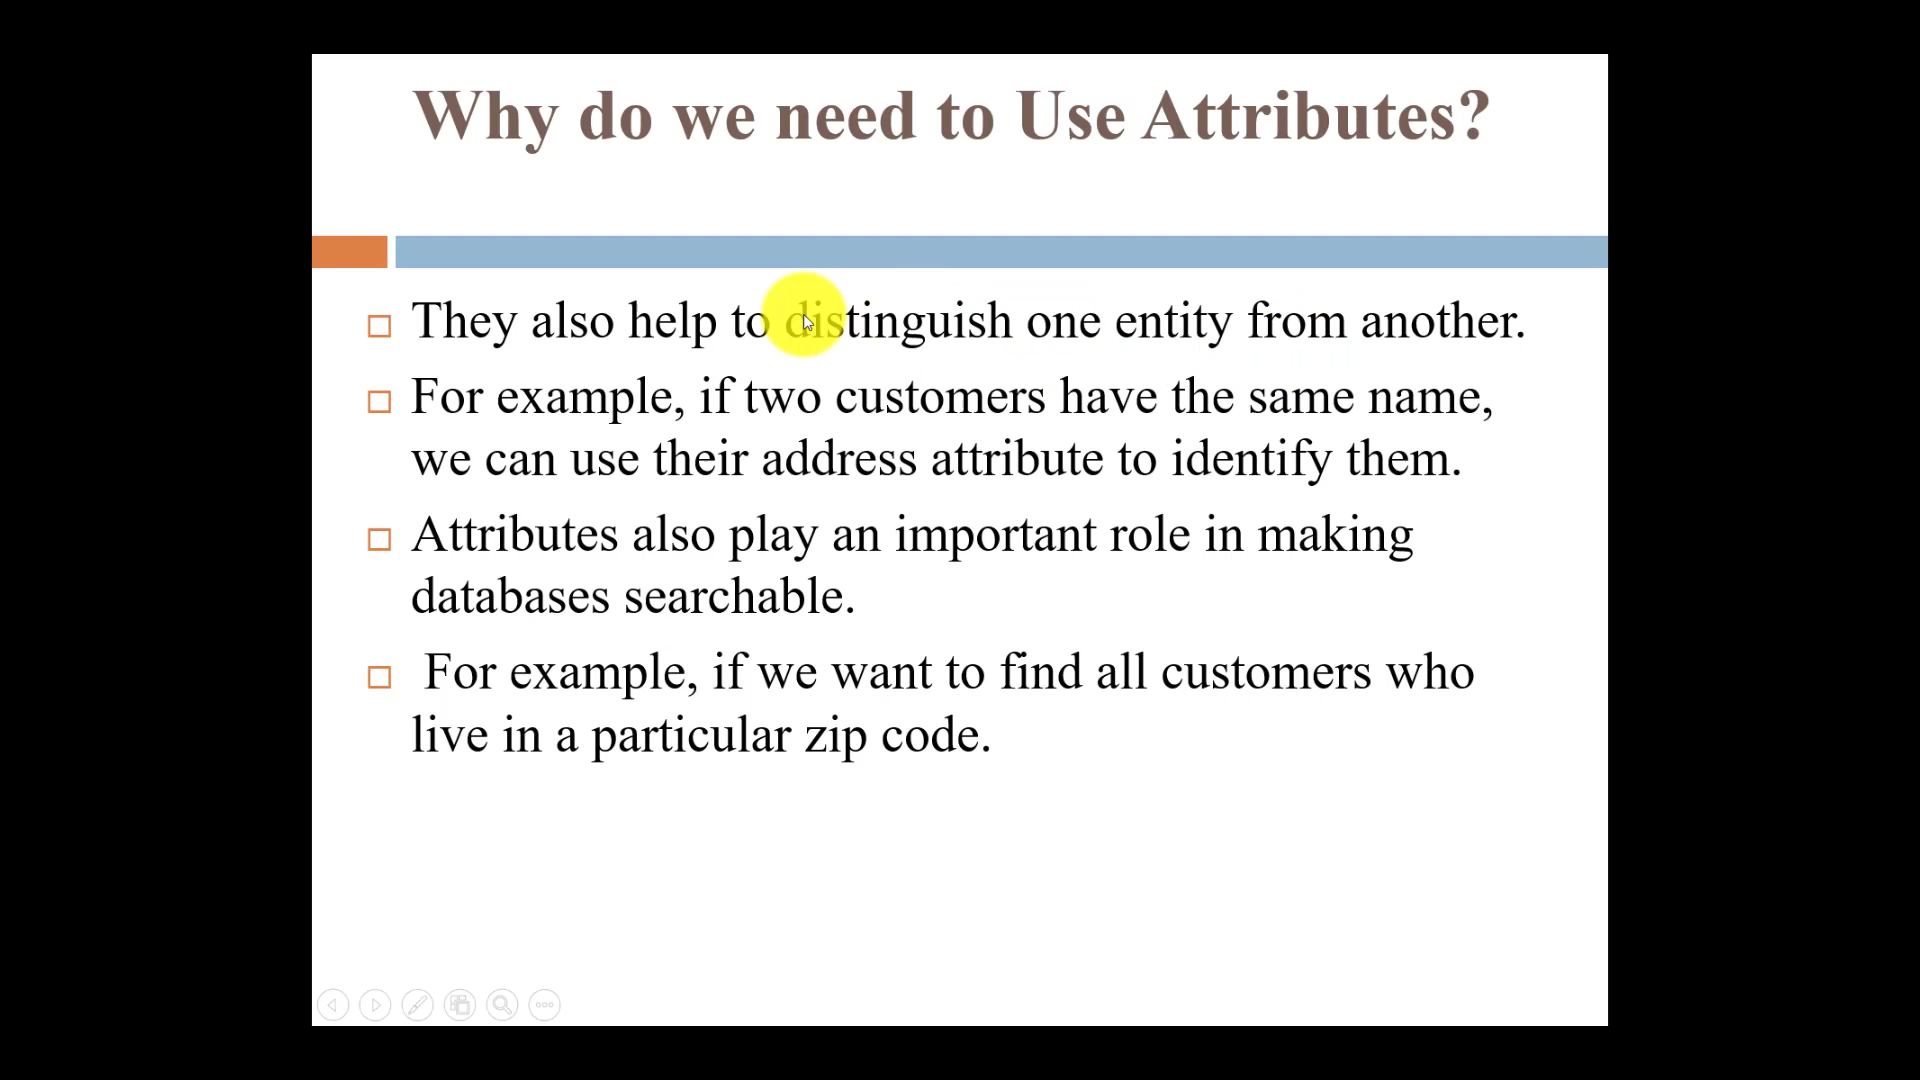 Why do we need to Use Attributes?
They also help to distinguish one entity from another.
For example, if two customers have the same name,
we can use their address attribute to identify them.
Attributes also play an important role in making
databases searchable.
For example, if we want to find all customers who
live in a particular zip code.